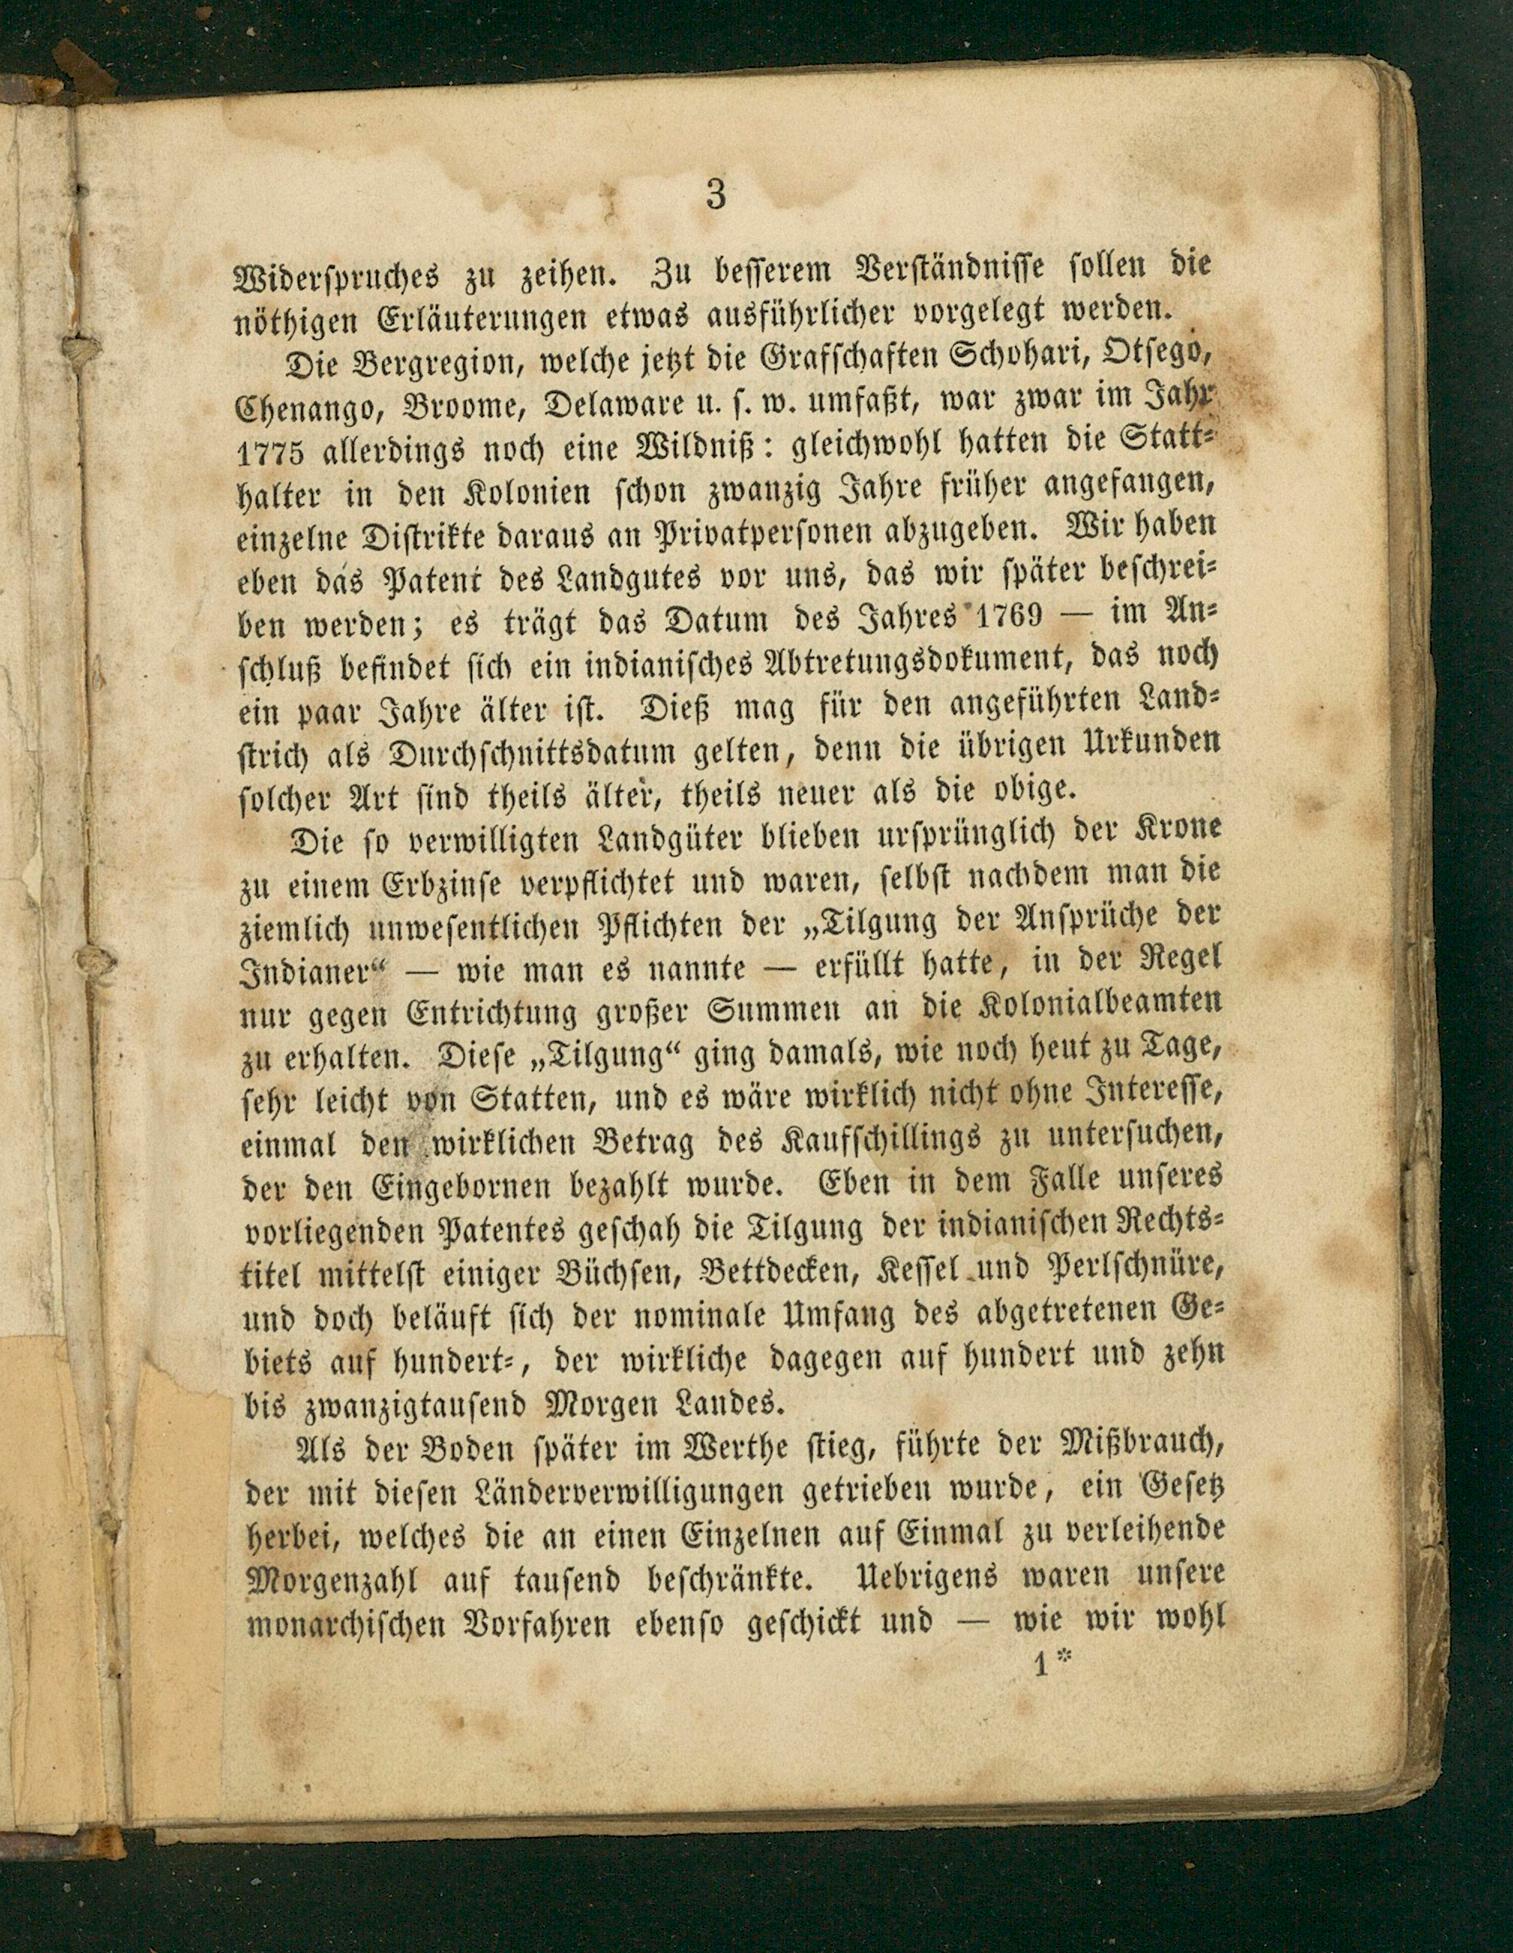 3
Widerspruches zu zeihen. Zu besserem Verständnisse sollen die
nöthigen Erläuterungen etwas ausführlicher vorgelegt werden.
Die Bergregion, welche jetzt die Grafschaften Schohari, Otsego,
Chenango, Broome, Delaware u. s. w. umfaßt, war zwar im Jahr
1775 allerdings noch eine Wildniß: gleichwohl hatten die Statt-
halter in den Kolonien schon zwanzig Jahre früher angefangen,
einzelne Distrikte daraus an Privatpersonen abzugeben. Wir haben
eben das Patent des Landgutes vor uns, das wir später beschrei-
ben werden; es trägt das Datum des Jahres 1769 — im An-
schluß befindet sich ein indianisches Abtretungsdokument, das noch
ein paar Jahre älter ist. Dieß mag für den angeführten Land-
strich als Durchschnittsdatum gelten, denn die übrigen Urkunden
solcher Art sind theils älter, theils neuer als die obige.
Die so verwilligten Landgüter blieben ursprünglich der Krone
zu einem Erbzinse verpflichtet und waren, selbst nachdem man die
ziemlich unwesentlichen Pflichten der „Tilgung der Ansprüche der
Indianer“ — wie man es nannte — erfüllt hatte, in der Regel
nur gegen Entrichtung großer Summen an die Kolonialbeamten
zu erhalten. Diese „Tilgung“ ging damals, wie noch heut zu Tage,
sehr leicht von Statten, und es wäre wirklich nicht ohne Interesse,
einmal den wirklichen Betrag des Kaufschillings zu untersuchen,
der den Eingebornen bezahlt wurde. Eben in dem Falle unseres
vorliegenden Patentes geschah die Tilgung der indianischen Rechts-
titel mittelst einiger Büchsen, Bettdecken, Kessel und Perlschnüre,
und doch beläuft sich der nominale Umfang des abgetretenen Ge-
biets auf hundert-, der wirkliche dagegen auf hundert und zehn
bis zwanzigtausend Morgen Landes.
Als der Boden später im Werthe stieg, führte der Mißbrauch,
der mit diesen Länderverwilligungen getrieben wurde, ein Gesetz
herbei, welches die an einen Einzelnen auf Einmal zu verleihende
Morgenzahl auf tausend beschränkte. Uebrigens waren unsere
monarchischen Vorfahren ebenso geschickt und — wie wir wohl
1*